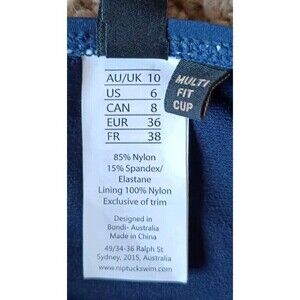 AU/UK 10
US 6
CAN 8
EUR 36
FR 38
85% Nylon
15% Spandex/
Elastane
Lining 100% Nylon
Exclusive of trim
Designed in
Bondi- Australia
Made in China
49/34-36 Ralph St
Sydney, 2015, Australia
www.niptuckswim.com
MULTI
FIT
CUP